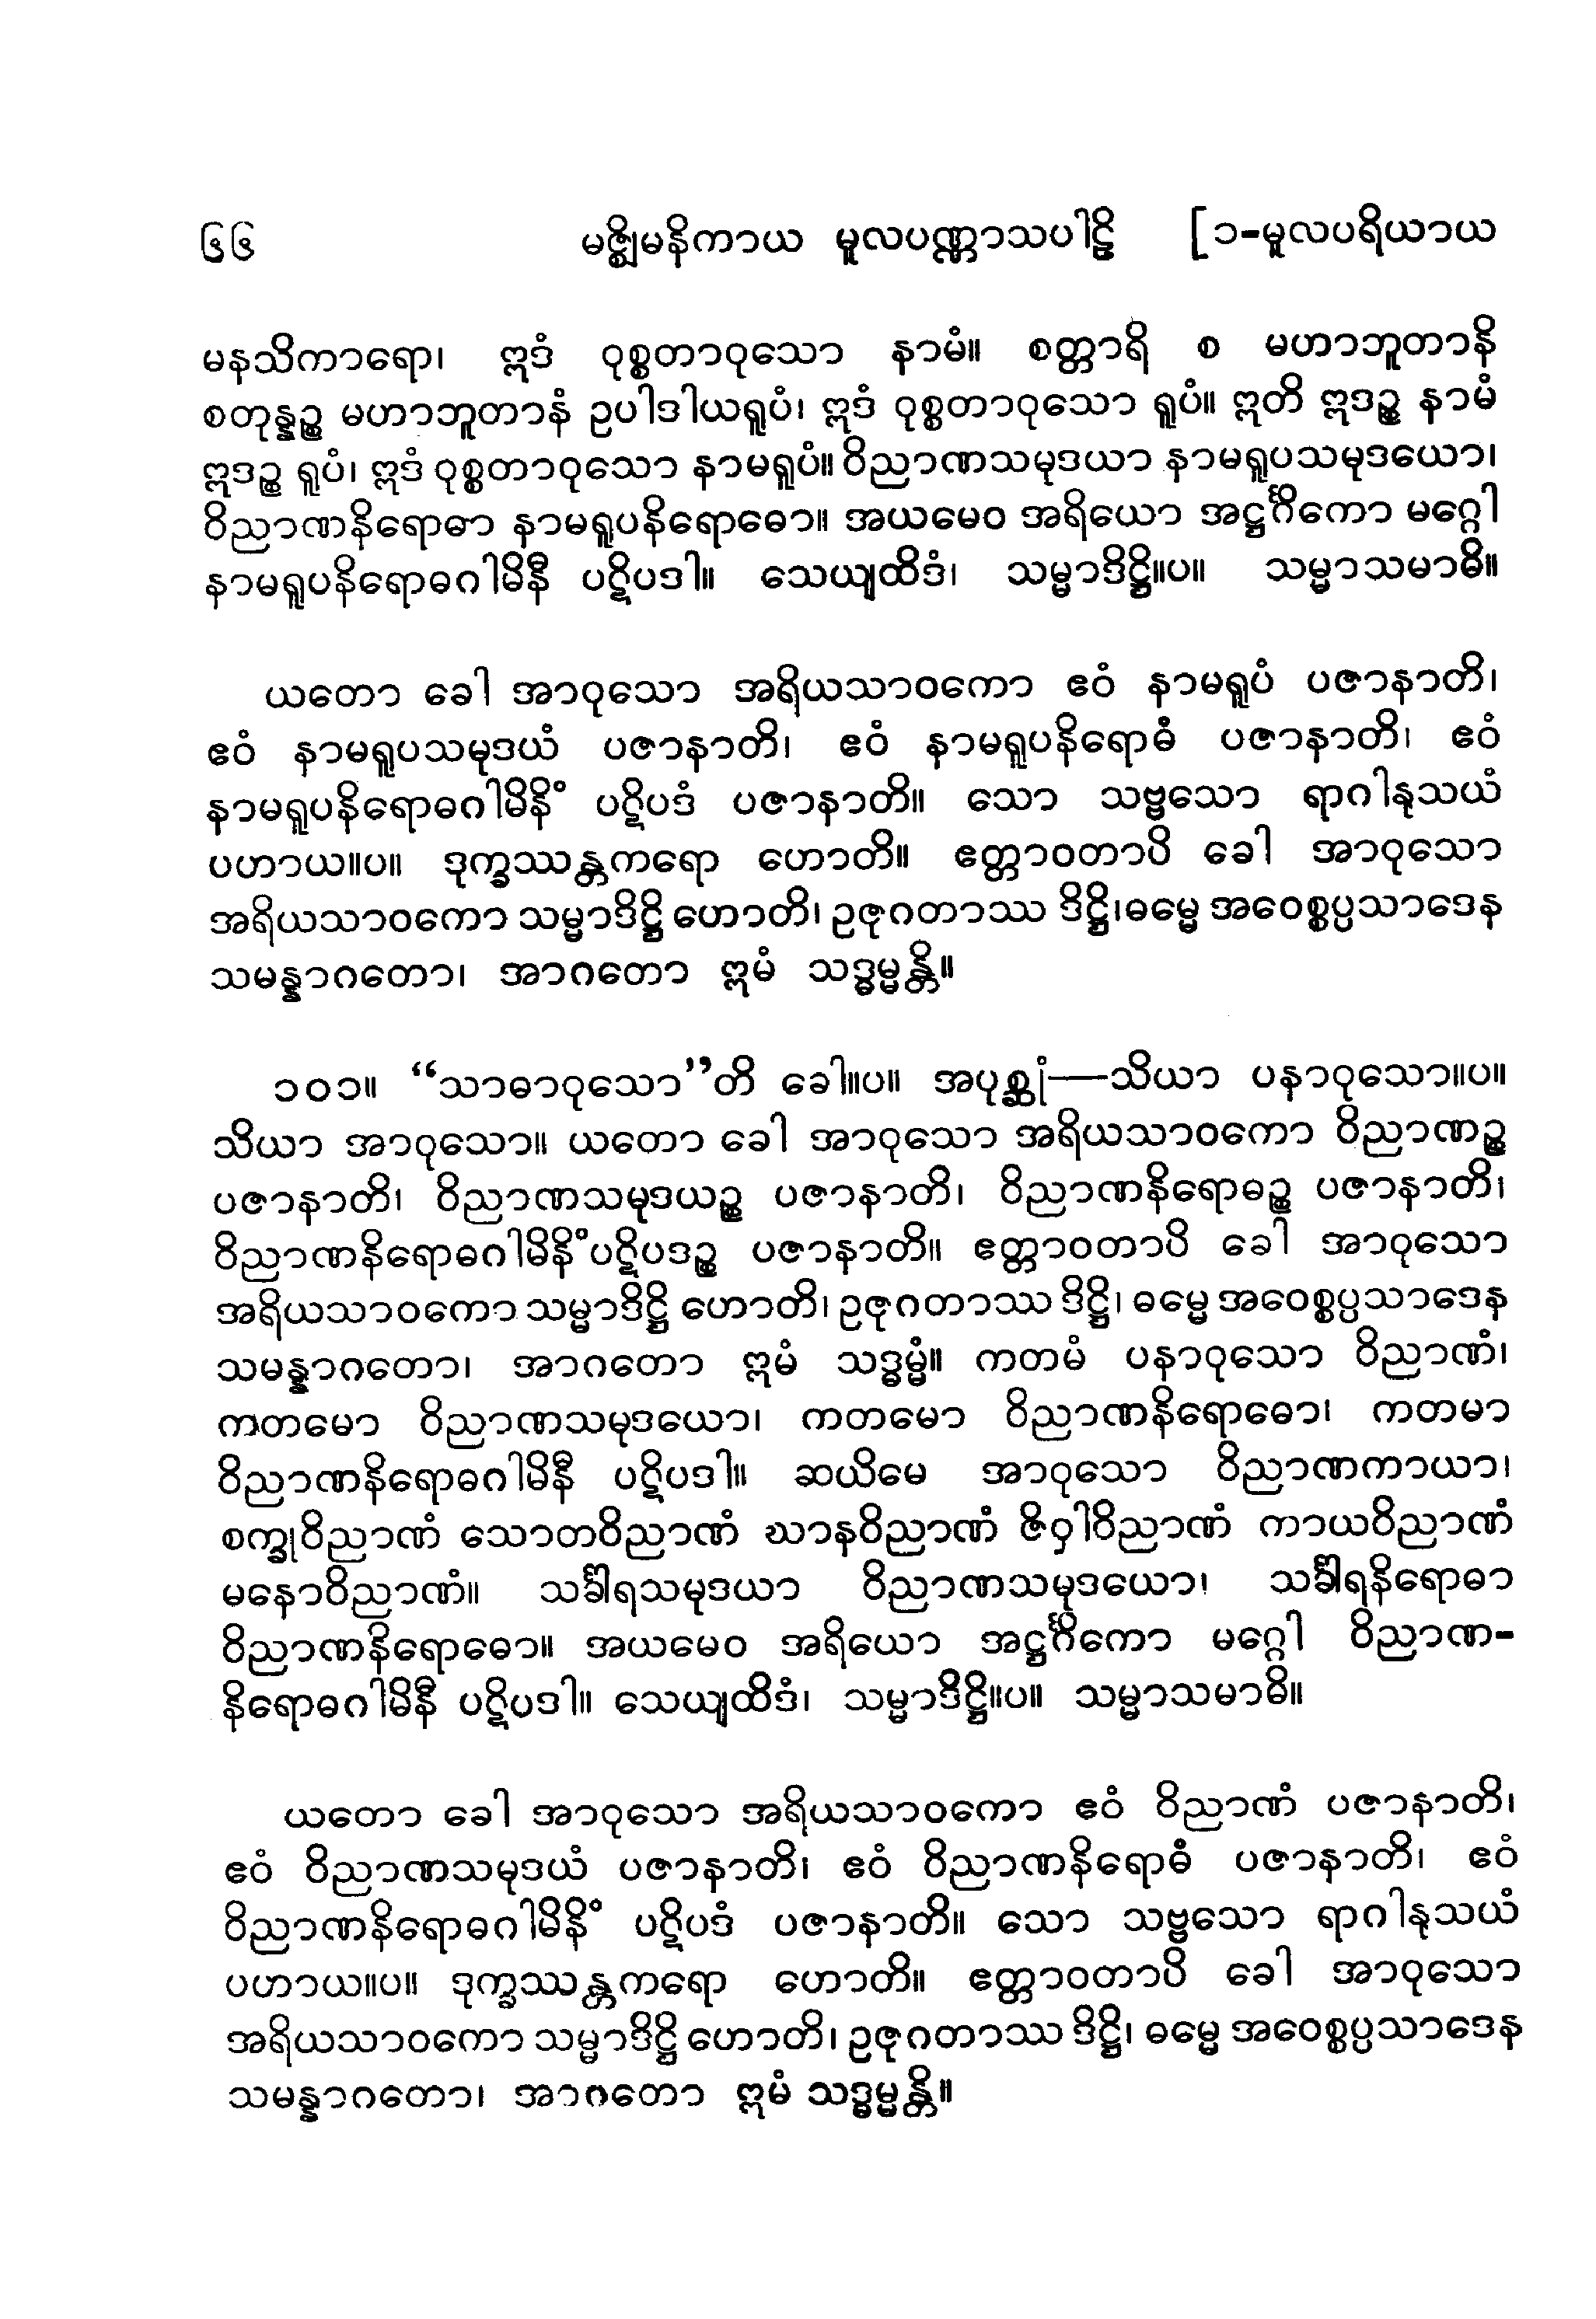 ၆၆ မဇ္ဈိမနိကာယ မူလပဏ္ဏာသပါဠိ [၁-မူလပရိယာယ
မနသိကာရော၊ ဣဒံ ဝုစ္စတာဝုသော နာမံ။ စတ္တာရိ စ မဟာဘူတာနိ
စတုန္နဉ္စ မဟာဘူတာနံ ဥပါဒါယရူပံ၊ ဣဒံ ဝုစ္စတာဝုသော ရူပံ။ ဣတိ ဣဒဉ္စ နာမံ
ဣဒဉ္စ ရူပံ၊ ဣဒံ ဝုစ္စတာဝုသော နာမရူပံ။ ဝိညာဏသမုဒယာ နာမရူပသမုဒယော၊
ဝိညာဏနိရောဓာ နာမရူပနိရောဓော။ အယမေဝ အရိယော အဋ္ဌင်္ဂိကော မဂ္ဂေါ
နာမရူပနိရောဓဂါမိနီ ပဋိပဒါ။ သေယျထိဒံ၊ သမ္မာဒိဋ္ဌိ။ပ။ သမ္မာသမာဓိ။
ယတော ခေါ အာဝုသော အရိယသာဝကော ဧဝံ နာမရူပံ ပဇာနာတိ၊
ဧဝံ နာမရူပသမုဒယံ ပဇာနာတိ၊ ဧဝံ နာမရူပနိရောဓံ ပဇာနာတိ၊ ဧဝံ
နာမရူပနိရောဓဂါမိနိံ ပဋိပဒံ ပဇာနာတိ။ သော သဗ္ဗသော ရာဂါနုသယံ
ပဟာယ။ပ။ ဒုက္ခဿန္တကရော ဟောတိ။ ဧတ္တာဝတာပိ ခေါ အာဝုသော
အရိယသာဝကော သမ္မာဒိဋ္ဌိ ဟောတိ၊ ဥဇုဂတာဿ ဒိဋ္ဌိ၊ဓမ္မေ အဝေစ္စပ္ပသာဒေန
သမန္နာဂတော၊ အာဂတော ဣမံ သဒ္ဓမ္မန္တိ။
၁၀၁။ “သာဓာဝုသော”တိ ခေါ။ပ။ အပုစ္ဆုံ—သိယာ ပနာဝုသော။ပ။
သိယာ အာဝုသော။ ယတော ခေါ အာဝုသော အရိယသာဝကော ဝိညာဏဉ္စ
ပဇာနာတိ၊ ဝိညာဏသမုဒယဉ္စ ပဇာနာတိ၊ ဝိညာဏနိရောဓဉ္စ ပဇာနာတိ၊
ဝိညာဏနိရောဓဂါမိနိံပဋိပဒဉ္စ ပဇာနာတိ။ ဧတ္တာဝတာပိ ခေါ အာဝုသော
အရိယသာဝကော သမ္မာဒိဋ္ဌိ ဟောတိ၊ ဥဇုဂတာဿ ဒိဋ္ဌိ၊ ဓမ္မေ အဝေစ္စပ္ပသာဒေန
သမန္နာဂတော၊ အာဂတော ဣမံ သဒ္ဓမ္မံ။ ကတမံ ပနာဝုသော ဝိညာဏံ၊
ကတမော ဝိညာဏသမုဒယော၊ ကတမော ဝိညာဏနိရောဓော၊ ကတမာ
ဝိညာဏနိရောဓဂါမိနီ ပဋိပဒါ။ ဆယိမေ အာဝုသော ဝိညာဏကာယာ၊
စက္ခုဝိညာဏံ သောတဝိညာဏံ ဃာနဝိညာဏံ ဇိဝှါဝိညာဏံ ကာယဝိညာဏံ
မနောဝိညာဏံ။ သင်္ခါရသမုဒယာ ဝိညာဏသမုဒယော၊ သင်္ခါရနိရောဓာ
ဝိညာဏနိရောဓော။ အယမေဝ အရိယော အဋ္ဌင်္ဂိကော မဂ္ဂေါ ဝိညာဏ-
နိရောဓဂါမိနီ ပဋိပဒါ။ သေယျထိဒံ၊ သမ္မာဒိဋ္ဌိ။ပ။ သမ္မာသမာဓိ။
ယတော ခေါ အာဝုသော အရိယသာဝကော ဧဝံ ဝိညာဏံ ပဇာနာတိ၊
ဧဝံ ဝိညာဏသမုဒယံ ပဇာနာတိ၊ ဧဝံ ဝိညာဏနိရောဓံ ပဇာနာတိ၊ ဧဝံ
ဝိညာဏနိရောဓဂါမိနိံ ပဋိပဒံ ပဇာနာတိ။ သော သဗ္ဗသော ရာဂါနုသယံ
ပဟာယ။ပ။ ဒုက္ခဿန္တကရော ဟောတိ။ ဧတ္တာဝတာပိ ခေါ အာဝုသော
အရိယသာဝကော သမ္မာဒိဋ္ဌိ ဟောတိ၊ ဥဇုဂတာဿ ဒိဋ္ဌိ၊ ဓမ္မေ အဝေစ္စပ္ပသာဒေန
သမန္နာဂတော၊ အာဂတော ဣမံ သဒ္ဓမ္မန္တိ။